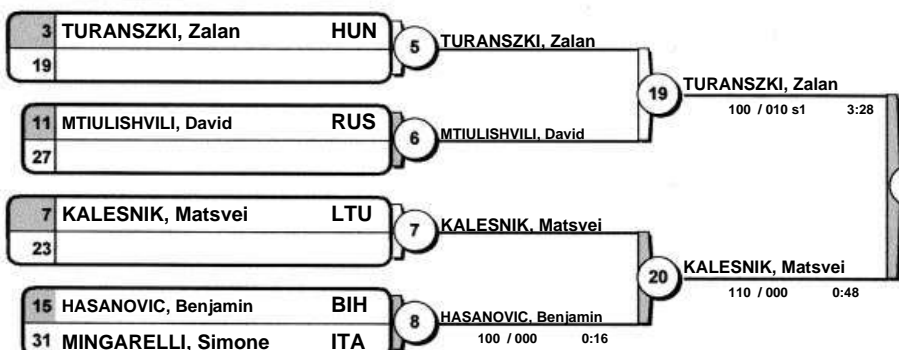 3 TURANSZKI, Zalan HUN
19
5
TURANSZKI, Zalan
11 MTIULISHVILI, David RUS
27
6
MTIULISHVILI, David
19
TURANSZKI, Zalan
100 / 010 s1 3:28
7 KALESNIK, Matsvei LTU
23
7
KALESNIK, Matsvei
15 HASANOVIC, Benjamin BIH
31 MINGARELLI, Simone ITA
8
HASANOVIC, Benjamin
100 / 000 0:16
20
KALESNIK, Matsvei
110 / 000 0:48